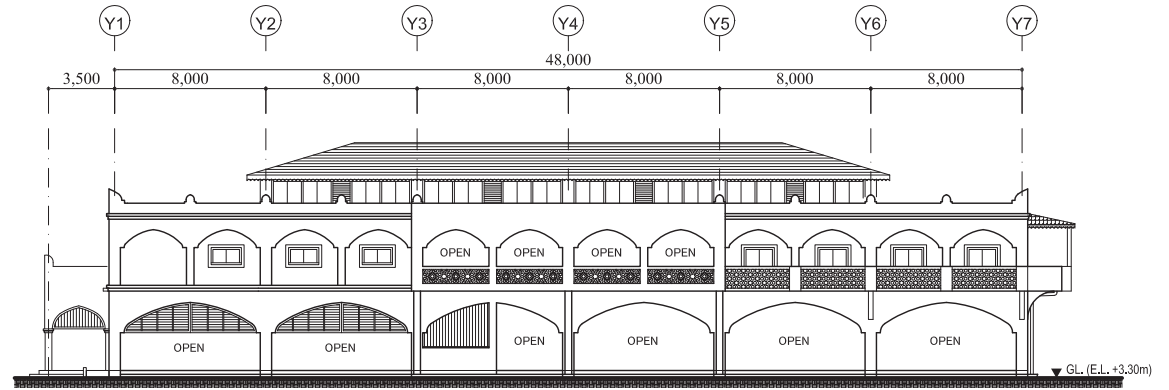 Y1 Y2 Y3 Y4 Y5 Y6 Y7
48,000
3,500 8,000 8,000 8,000 8,000 8,000 8,000
OPEN OPEN OPEN OPEN
OPEN OPEN OPEN OPEN OPEN OPEN
GL. (E.L. +3.30m)